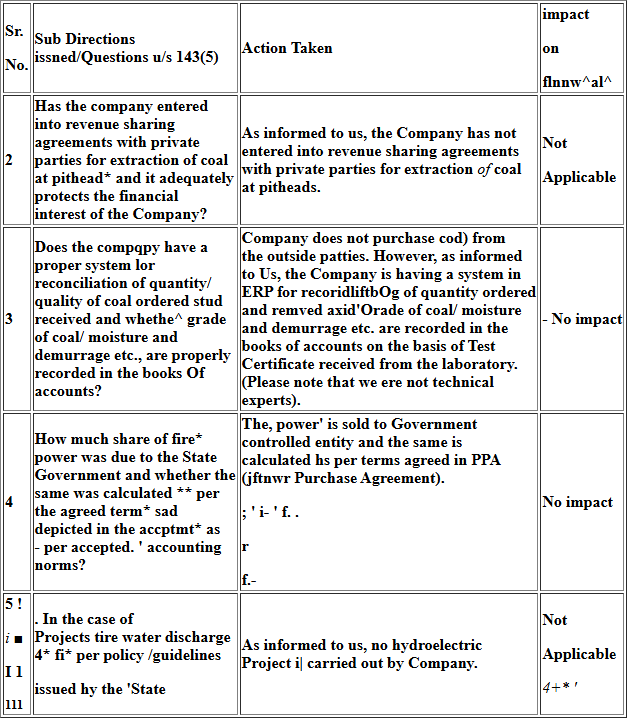 Sr.
No.
Sub Directions
issned/Questions u/s 143(5)
Action Taken
impact
on
flnnw^al^
2
Has the company entered
into revenue sharing
agreements with private
parties for extraction of coal
at pithead* and it adequately
protects the financial
interest of the Company?
As informed to us, the Company has not
entered into revenue sharing agreements
with private parties for extraction of coal
at pitheads.
Not
Applicable
3
Does the compqpy have a
proper system lor
reconciliation of quantity/
quality of coal ordered stud
received and whethe^ grade
of coal/ moisture and
demurrage etc., are properly
recorded in the books Of
accounts?
Company does not purchase cod) from
the outside patties. However, as informed
to Us, the Company is having a system in
ERP for recoridliftbOg of quantity ordered
and remved axid'Orade of coal/ moisture
and demurrage etc. are recorded in the
books of accounts on the basis of Test
Certificate received from the laboratory.
(Please note that we ere not technical
experts).
- No impact
4
How much share of fire*
power was due to the State
Government and whether the
same was calculated ** per
the agreed term* sad
depicted in the accptmt* as
- per accepted. ' accounting
norms?
The, power' is sold to Government
controlled entity and the same is
calculated hs per terms agreed in PPA
(jftnwr Purchase Agreement).
; ' i- ' f. .
r
f.-
No impact
5 !
i ■
I 1
111
. In the case of
Projects tire water discharge
4* fi* per policy /guidelines
issued hy the 'State
As informed to us, no hydroelectric
Project i| carried out by Company.
Not
Applicable
4+* '